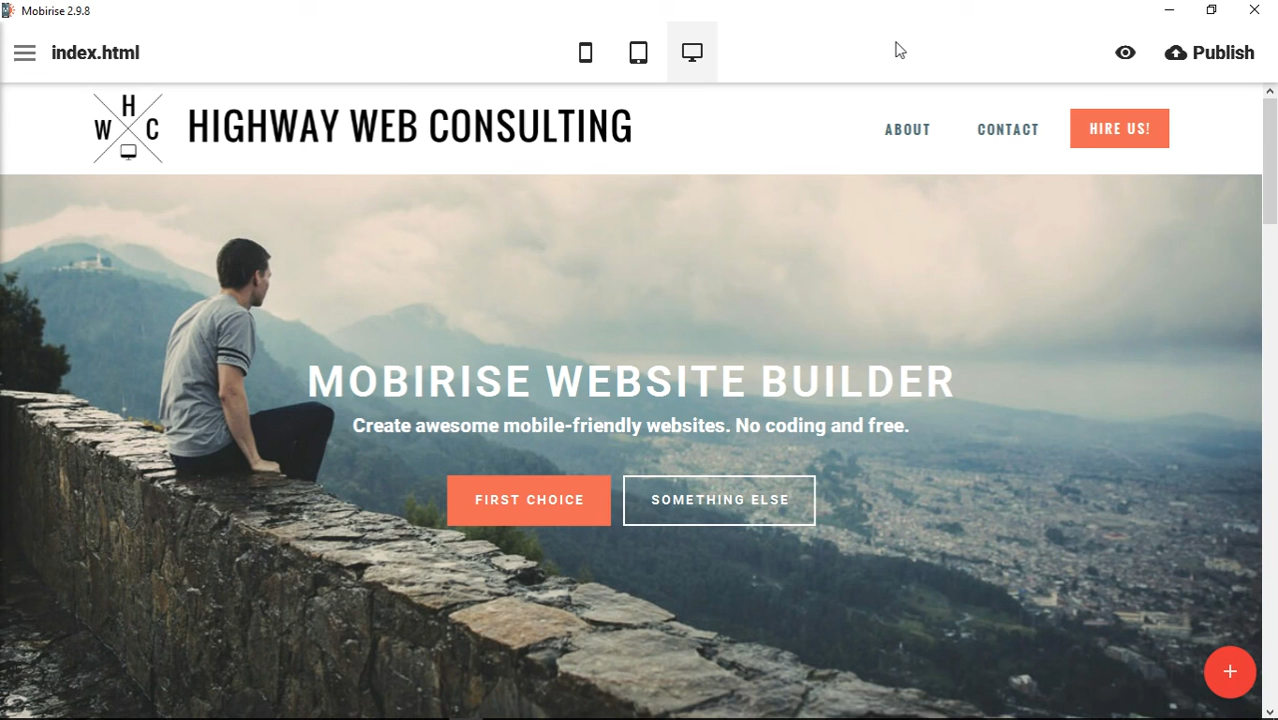 Mobirise 2.9.8
index.html
Publish
H
W C
HIGHWAY WEB CONSULTING
ABOUT
CONTACT
HIRE US!
MOBIRISE WEBSITE BUILDER
Create awesome mobile-friendly websites. No coding and free.
FIRST CHOICE
SOMETHING ELSE